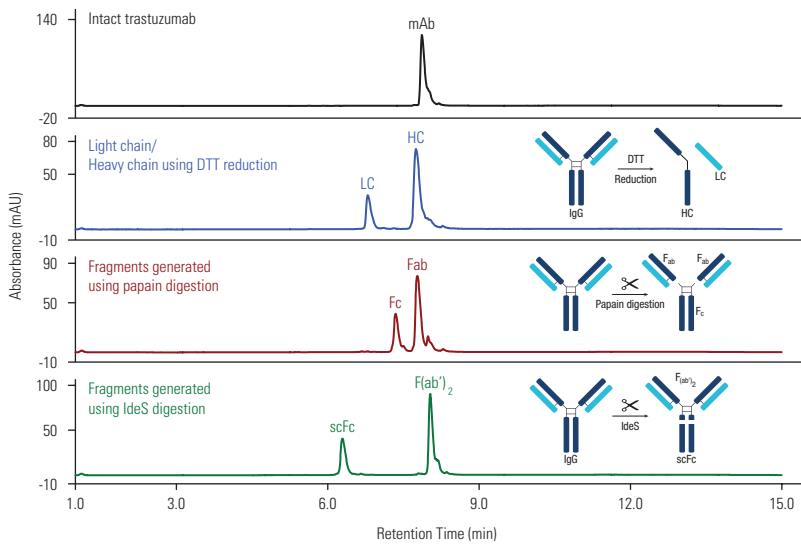 140
Intact trastuzumab
mAb
-20
80
Light chain/
Heavy chain using DTT reduction
HC
50
LC
DTT
Reduction
IgG
HC
LC
-10
Absorbance (mAU)
90
Fragments generated
using papain digestion
Fab
50
Fc
Fab
Fab
Papain digestion
Fc
-10
100
Fragments generated
using IdeS digestion
F(ab’)2
50
scFc
F(ab’)2
IdeS
IgG
scFc
-10
1.0 3.0 6.0 9.0 12.0 15.0
Retention Time (min)